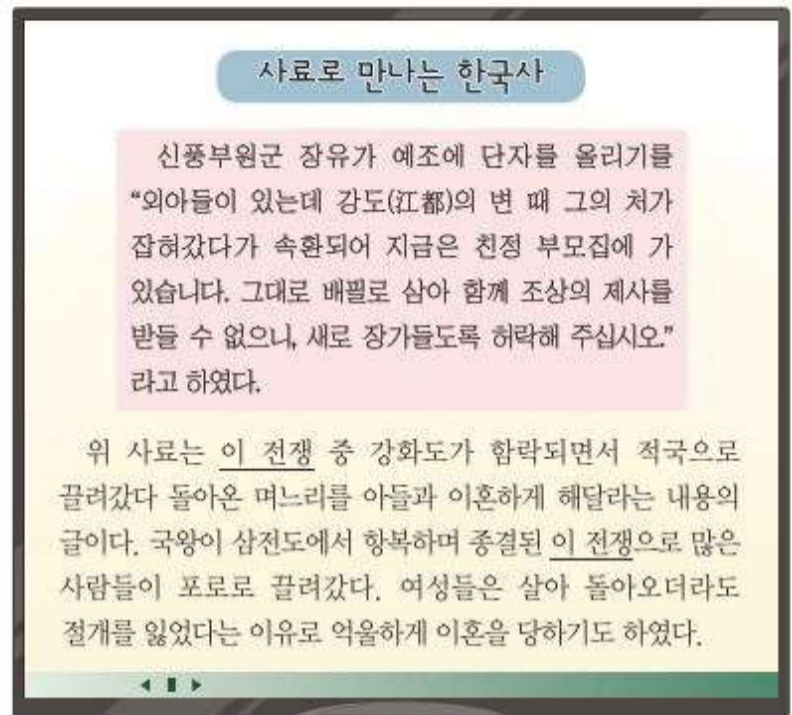 사료로 만나는 한국사
신풍부원군 장유가 예조에 단자를 올리기를
“외아들이 있는데 강도(江都)의 변 때 그의 처가
잡혀갔다가 속환되어 지금은 친정 부모집에 가
있습니다. 그대로 배필로 삼아 함께 조상의 제사를
받들 수 없으니, 새로 장가들도록 허락해 주십시오.”
라고 하였다.
위 사료는 이 전쟁 중 강화도가 함락되면서 적국으로
끌려갔다 돌아온 며느리를 아들과 이혼하게 해달라는 내용의
글이다. 국왕이 삼전도에서 항복하며 종결된 이 전쟁으로 많은
사람들이 포로로 끌려갔다. 여성들은 살아 돌아오더라도
절개를 잃었다는 이유로 억울하게 이혼을 당하기도 하였다.